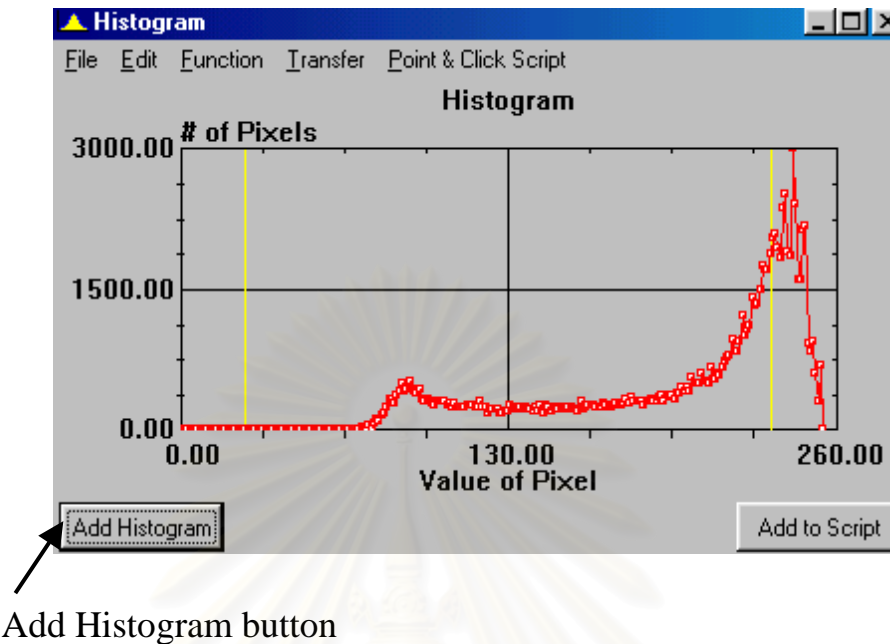 Histogram
File Edit Function Transfer Point & Click Script
Histogram
# of Pixels
3000.00
1500.00
0.00
0.00 130.00 260.00
Value of Pixel
Add Histogram Add to Script
Add Histogram button